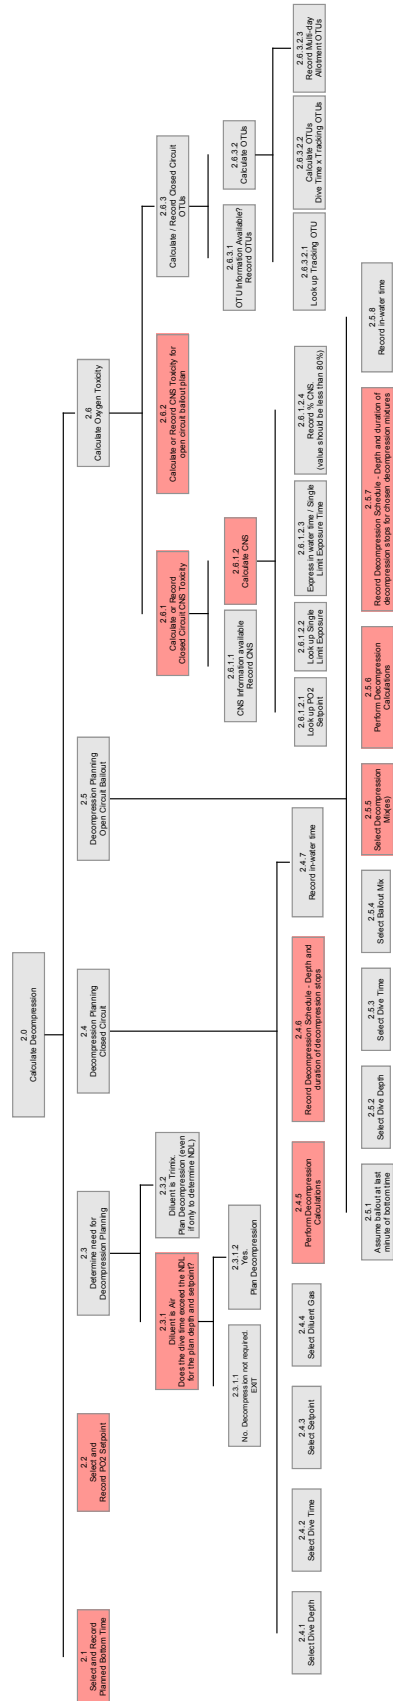 2.0
Calculate Decompression
2.1
Select and Record
Planned Bottom Time
2.2
Select and
Record PO2 Setpoint
2.3
Determine need for
Decompression Planning
2.4
Decompression Planning
Closed Circuit
2.5
Decompression Planning
Open Circuit Bailout
2.6
Calculate Oxygen Toxicity
2.3.1
Diluent is Air
Does the dive time exceed the NDL
for the plan depth and setpoint?
2.3.2
Diluent is Trimix.
Plan Decompression (even
if only to determine NDL)
2.6.1
Calculate or Record
Closed Circuit CNS Toxicity
2.6.2
Calculate or Record CNS Toxicity for
open circuit bailout plan
2.6.3
Calculate / Record Closed Circuit
OTUs
2.3.1.1
No. Decompression not required.
EXIT
2.3.1.2
Yes.
Plan Decompression
2.6.1.1
CNS Information available
Record CNS
2.6.1.2
Calculate CNS
2.6.3.1
OTU Information Available?
Record OTUs
2.6.3.2
Calculate OTUs
2.4.1
Select Dive Depth
2.4.2
Select Dive Time
2.4.3
Select Setpoint
2.4.4
Select Diluent Gas
2.4.5
Perform Decompression
Calculations
2.4.6
Record Decompression Schedule - Depth and
duration of decompression stops
2.4.7
Record in-water time
2.6.1.2.1
Look up PO2
Setpoint
2.6.1.2.2
Look up Single
Limit Exposure
2.6.1.2.3
Express in water time / Single
Limit Exposure Time
2.6.1.2.4
Record % CNS.
(value should be less than 80%)
2.6.3.2.1
Look up Tracking OTU
2.6.3.2.2
Calculate OTUs
Dive Time x Tracking OTUs
2.6.3.2.3
Record Multi-day
Allotment OTUs
2.5.1
Assume bailout at last
minute of bottom time
2.5.2
Select Dive Depth
2.5.3
Select Dive Time
2.5.4
Select Bailout Mix
2.5.5
Select Decompression
Mix(es)
2.5.6
Perform Decompression
Calculations
2.5.7
Record Decompression Schedule - Depth and duration of
decompression stops for chosen decompression mixtures
2.5.8
Record in-water time